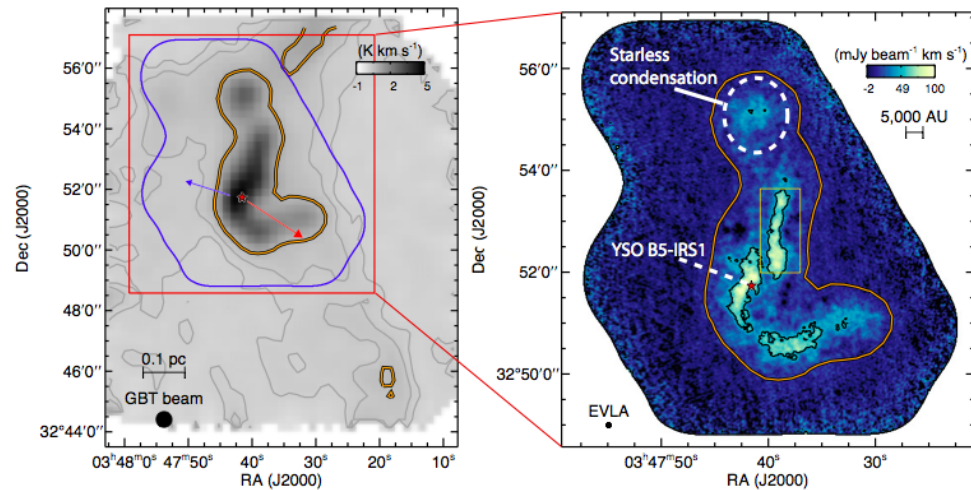 (K km s⁻¹)
-1 2 5
56'0''
54'0''
52'0''
50'0''
48'0''
46'0''
32°44'0''
Dec (J2000)
0.1 pc
GBT beam
03ʰ48ᵐ0ˢ 47ᵐ50ˢ 40ˢ 30ˢ 20ˢ 10ˢ
RA (J2000)
Starless
condensation
(mJy beam⁻¹ km s⁻¹)
-2 49 100
5,000 AU
56'0''
54'0''
52'0''
32°50'0''
Dec (J2000)
YSO B5-IRS1
EVLA
03ʰ47ᵐ50ˢ 40ˢ 30ˢ
RA (J2000)